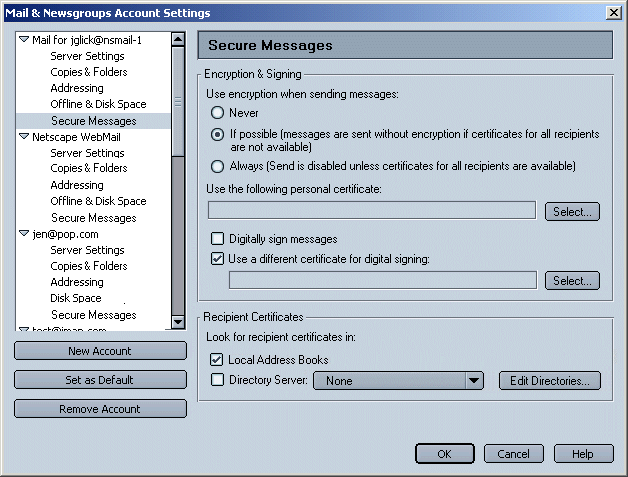 Mail & Newsgroups Account Settings
Mail for jglick@nsmail-1
Server Settings
Copies & Folders
Addressing
Offline & Disk Space
Secure Messages
Netscape WebMail
Server Settings
Copies & Folders
Addressing
Offline & Disk Space
Secure Messages
jen@pop.com
Server Settings
Copies & Folders
Addressing
Disk Space
Secure Messages
test@imap.com
New Account
Set as Default
Remove Account
Secure Messages
Encryption & Signing
Use encryption when sending messages:
Never
If possible (messages are sent without encryption if certificates for all recipients
are not available)
Always (Send is disabled unless certificates for all recipients are available)
Use the following personal certificate:
Select...
Digitally sign messages
Use a different certificate for digital signing:
Select...
Recipient Certificates
Look for recipient certificates in:
Local Address Books
Directory Server: None Edit Directories...
OK Cancel Help